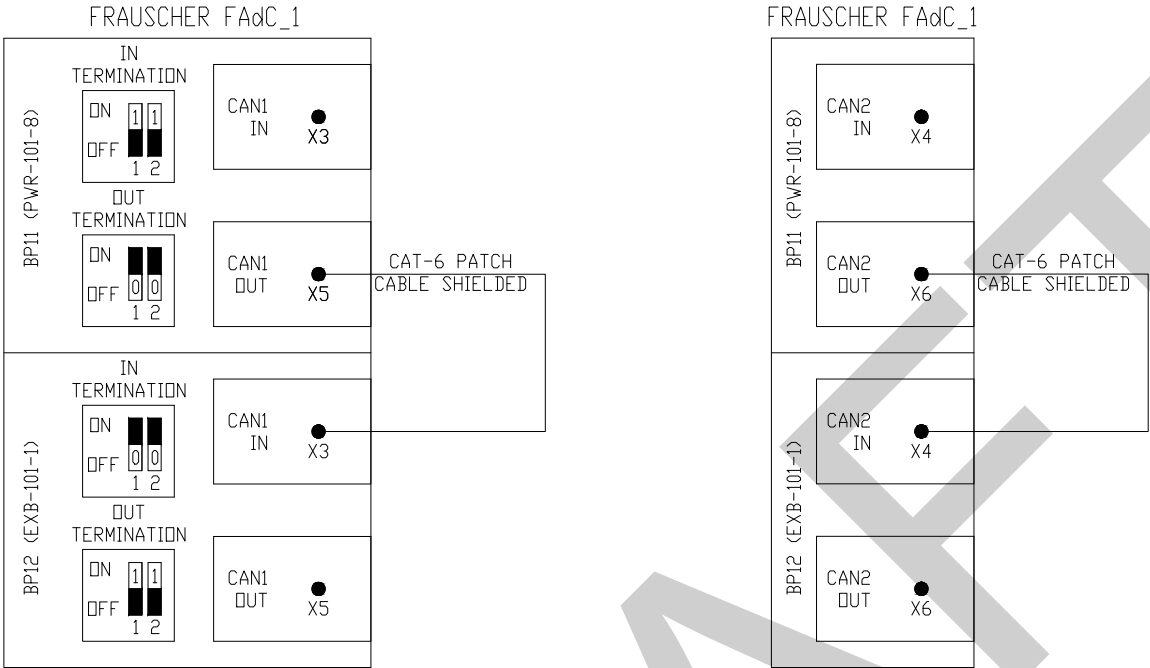 FRAUSCHER FAdC_1
BP11 (PWR-101-8)
IN
TERMINATION
ON
1 1
OFF
1 2
CAN1
IN
X3
OUT
TERMINATION
ON
OFF
0 0
1 2
CAN1
OUT
X5
CAT-6 PATCH
CABLE SHIELDED
BP12 (EXB-101-1)
IN
TERMINATION
ON
OFF
0 0
1 2
CAN1
IN
X3
OUT
TERMINATION
ON
1 1
OFF
1 2
CAN1
OUT
X5
FRAUSCHER FAdC_1
BP11 (PWR-101-8)
CAN2
IN
X4
CAN2
OUT
X6
CAT-6 PATCH
CABLE SHIELDED
BP12 (EXB-101-1)
CAN2
IN
X4
CAN2
OUT
X6